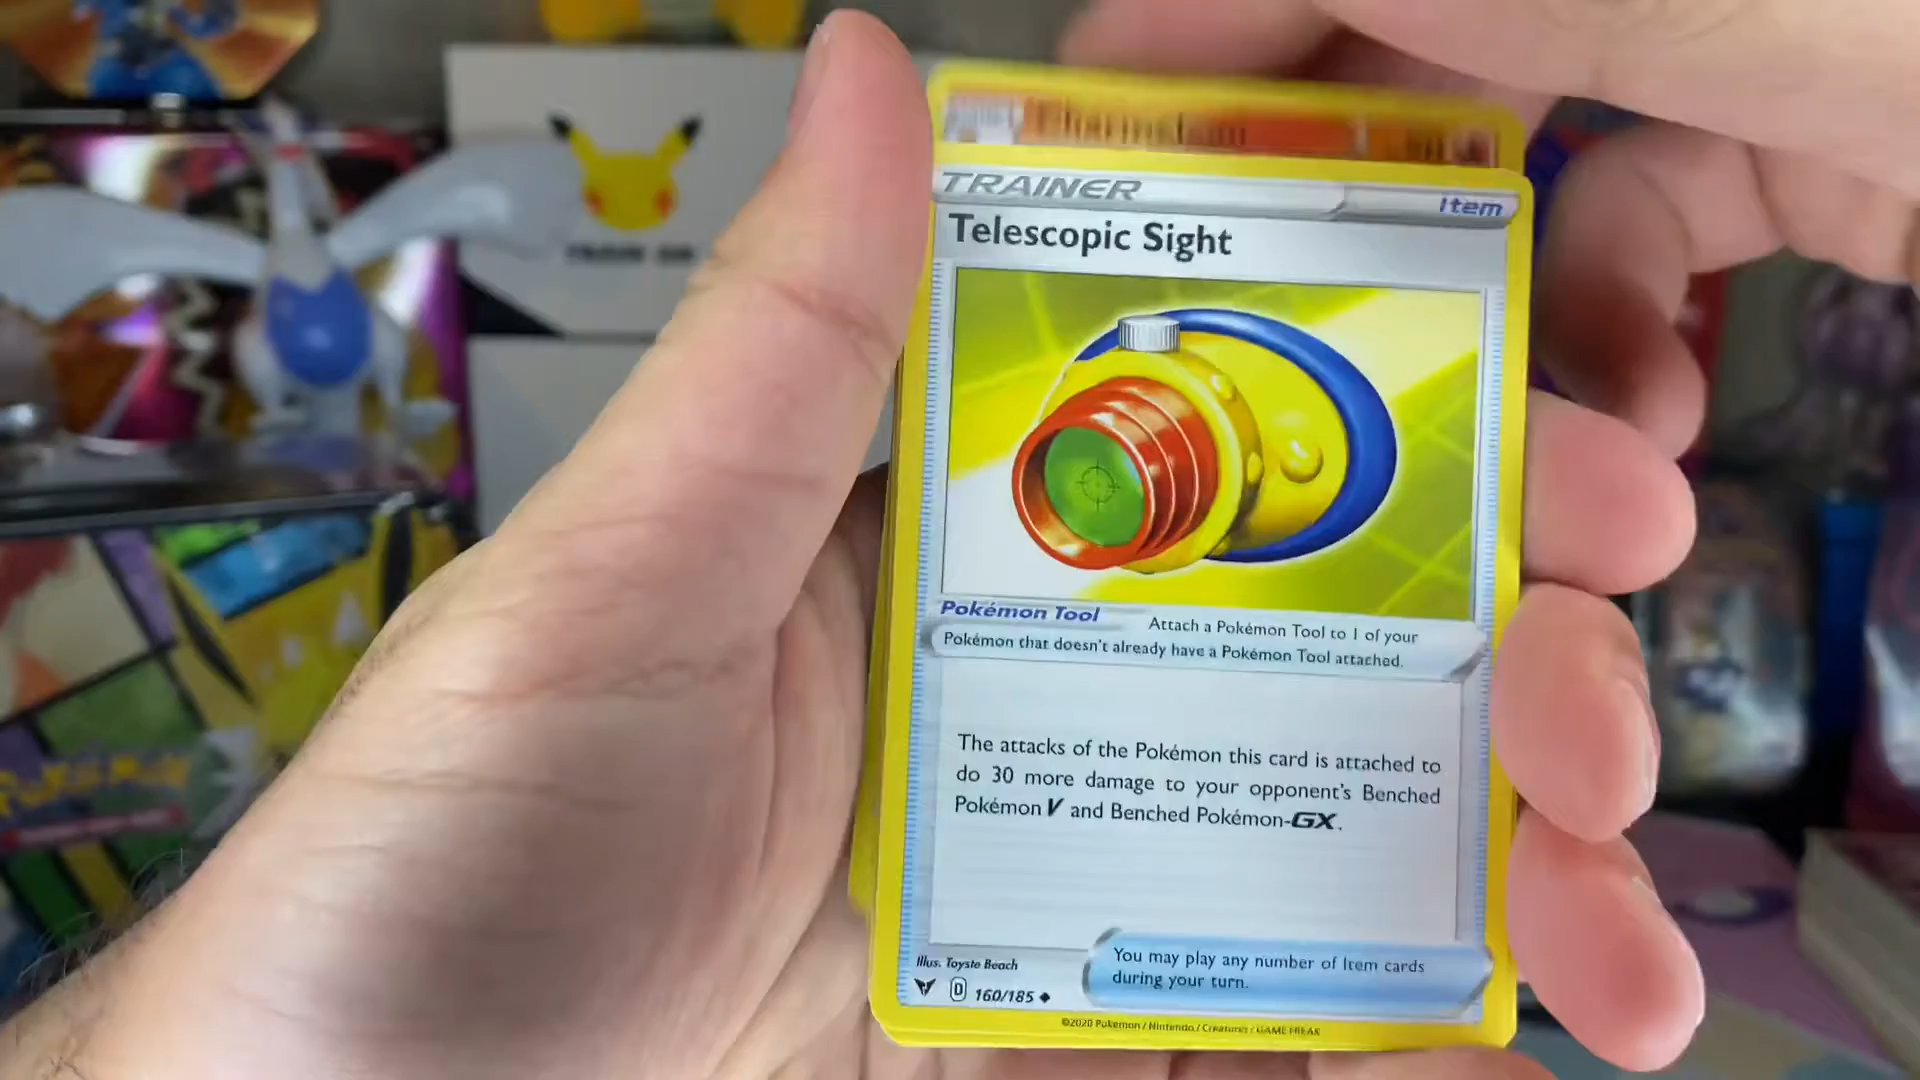 Charmeleon
TRAINER
Item
Telescopic Sight
Pokémon Tool
Attach a Pokémon Tool to 1 of your
Pokémon that doesn't already have a Pokémon Tool attached.
The attacks of the Pokémon this card is attached to
do 30 more damage to your opponent's Benched
Pokémon V and Benched Pokémon-GX.
You may play any number of Item cards
during your turn.
Illus. Toyste Beach
D 160/185
©2020 Pokémon / Nintendo / Creatures / GAME FREAK
POKéMON